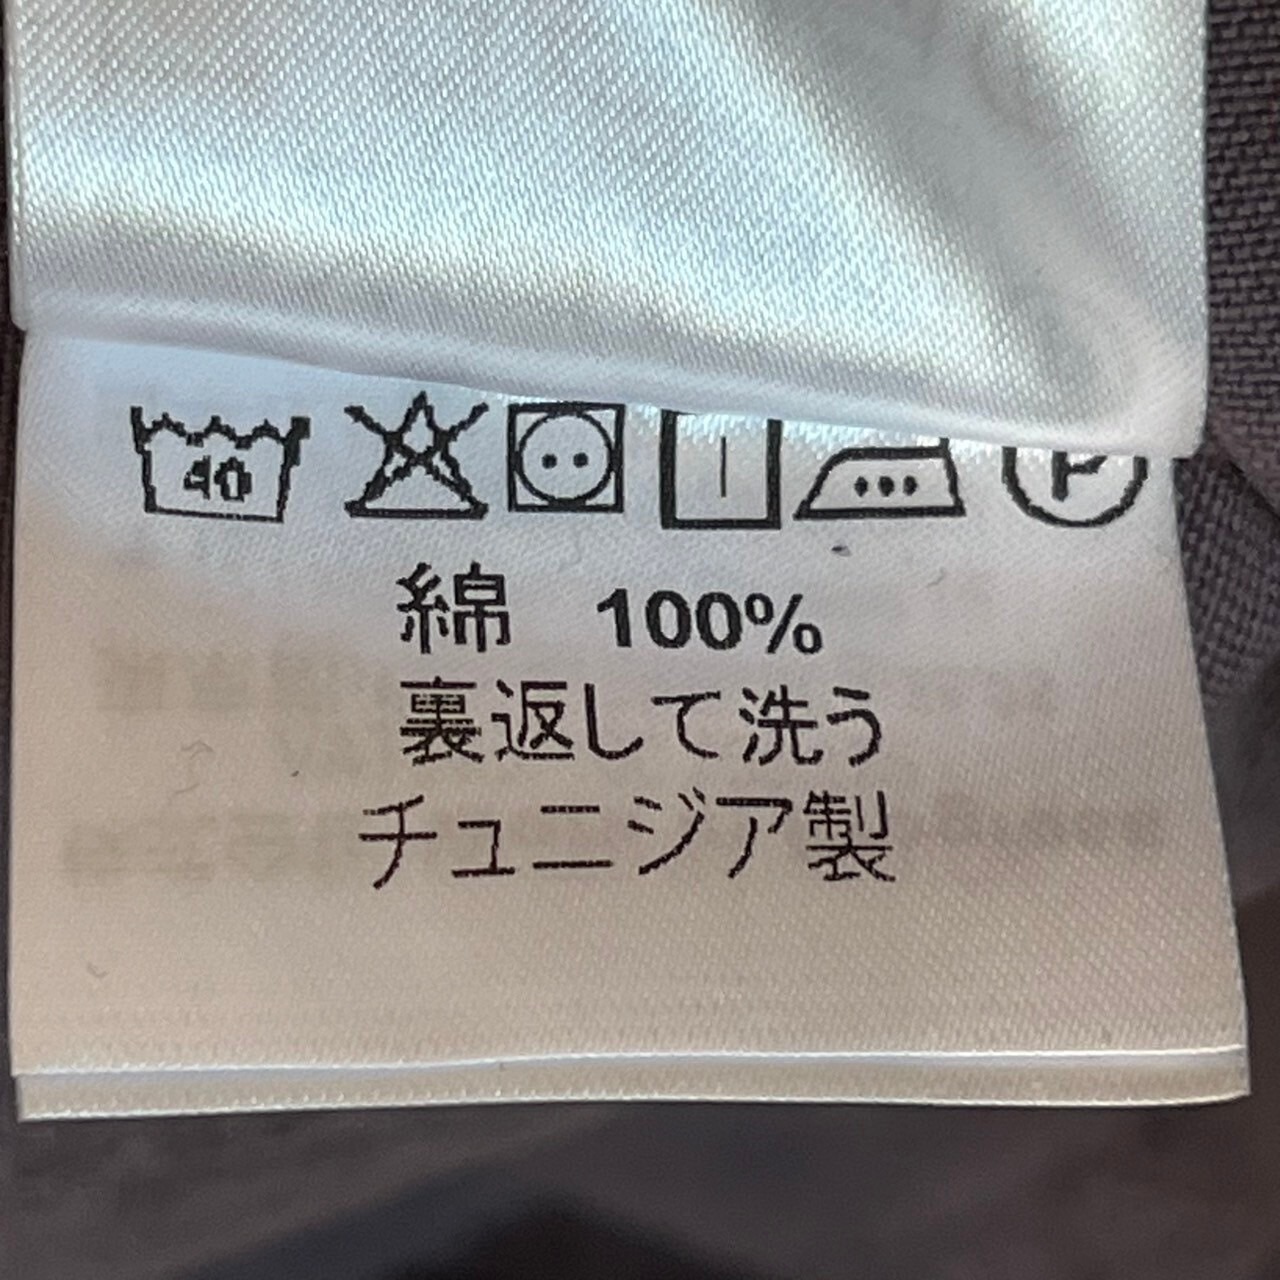 40 P
綿 100%
裏返して洗う
チュニジア製